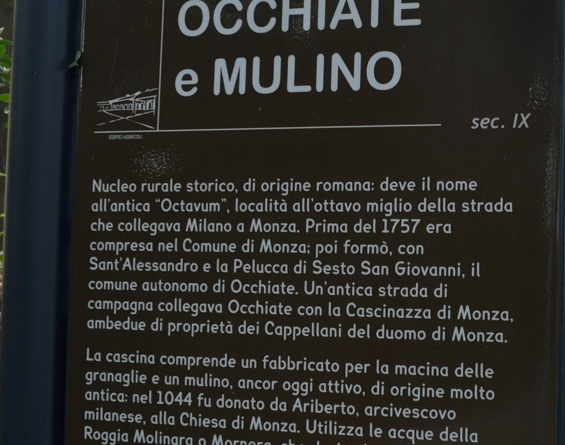 OCCHIATE
e MULINO
EDIFICI AGRICOLI
sec. IX
Nucleo rurale storico, di origine romana: deve il nome
all'antica "Octavum", località all'ottavo miglio della strada
che collegava Milano a Monza. Prima del 1757 era
compresa nel Comune di Monza; poi formò, con
Sant'Alessandro e la Pelucca di Sesto San Giovanni, il
comune autonomo di Occhiate. Un'antica strada di
campagna collegava Occhiate con la Cascinazza di Monza,
ambedue di proprietà dei Cappellani del duomo di Monza.
La cascina comprende un fabbricato per la macina delle
granaglie e un mulino, ancor oggi attivo, di origine molto
antica: nel 1044 fu donato da Ariberto, arcivescovo
milanese, alla Chiesa di Monza. Utilizza le acque della
Roggia Molinara o Mornera, che